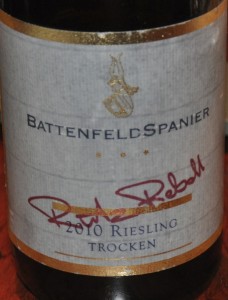 BATTENFELDSPANIER
2010 RIESLING
TROCKEN